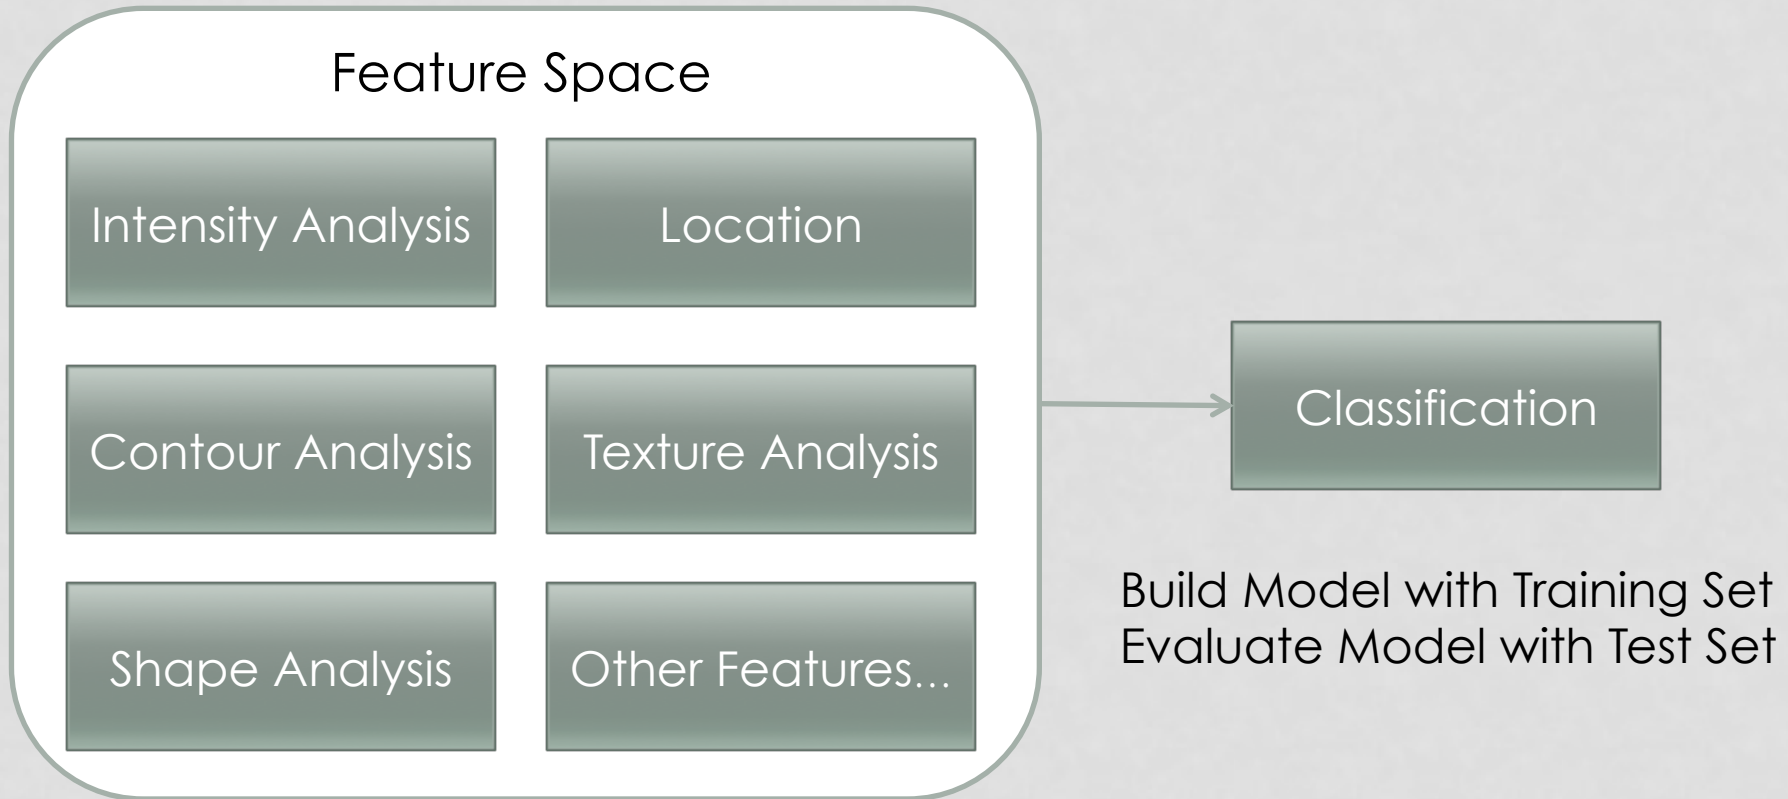 Feature Space
Intensity Analysis
Location
Contour Analysis
Texture Analysis
Shape Analysis
Other Features...
Classification
Build Model with Training Set
Evaluate Model with Test Set